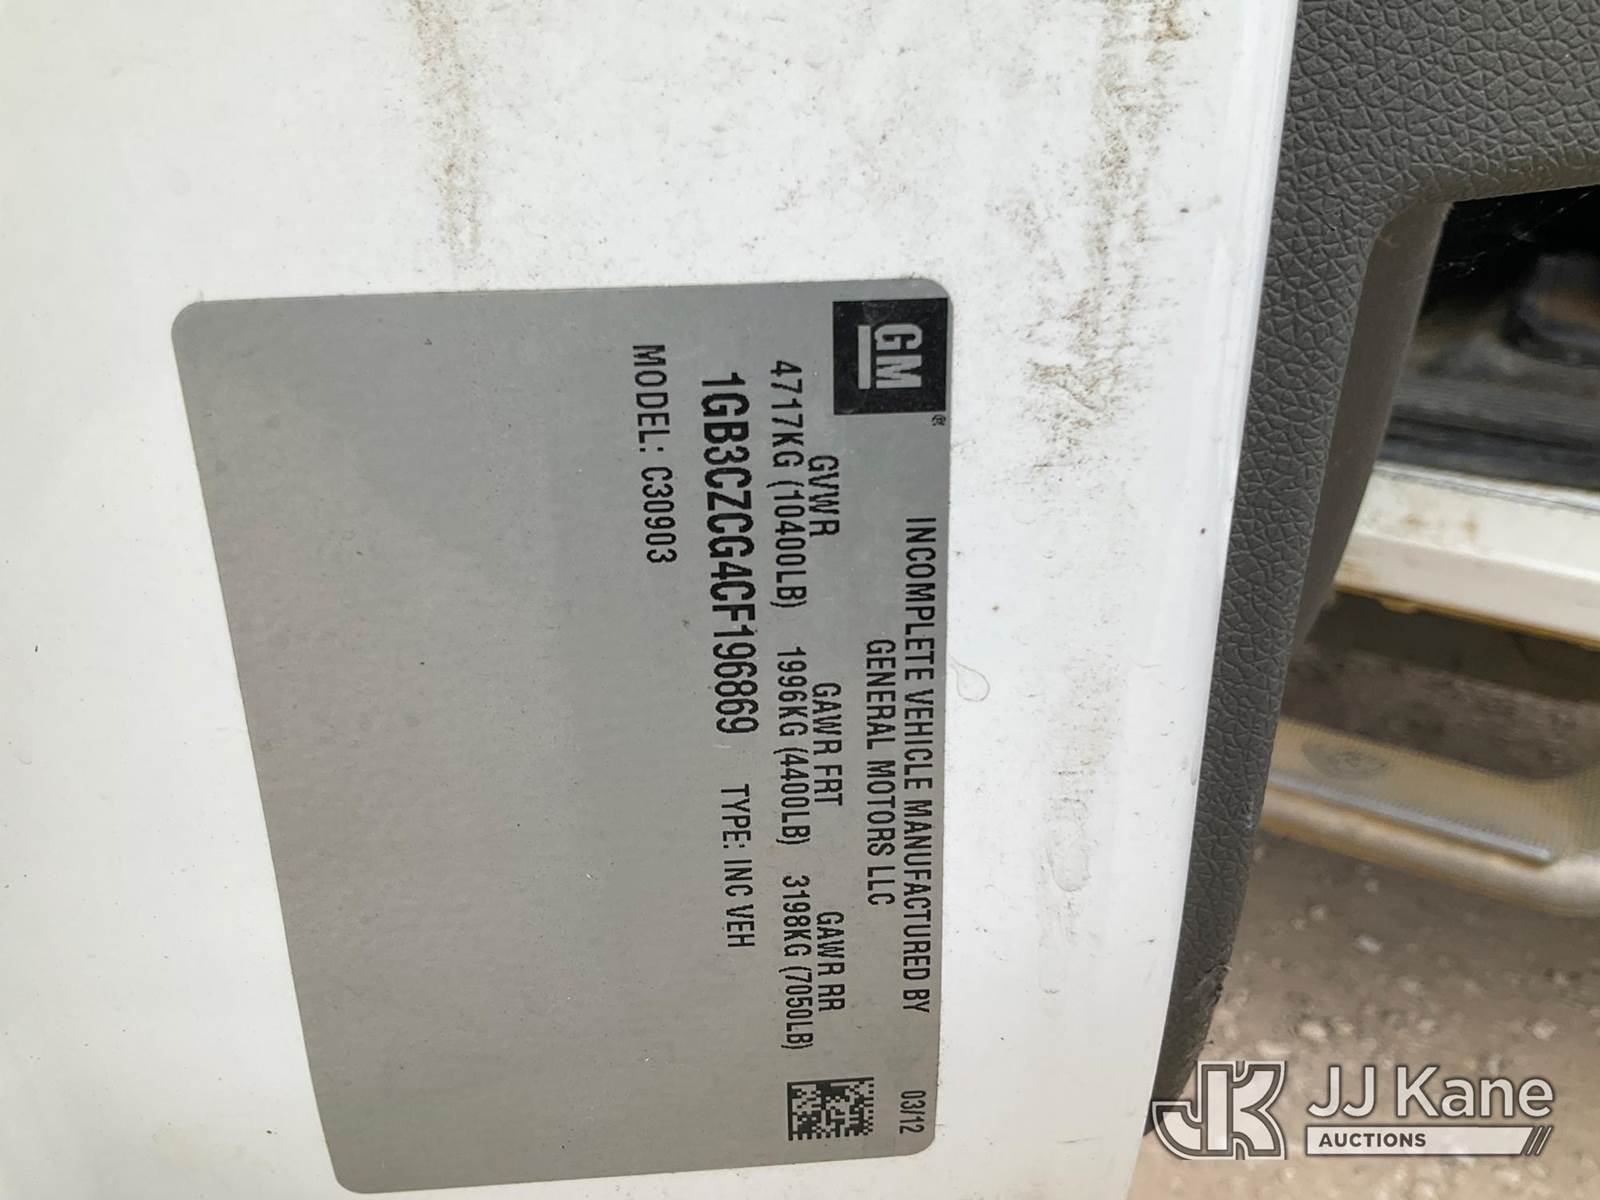 GM®
INCOMPLETE VEHICLE MANUFACTURED BY
GENERAL MOTORS LLC
03/12
GVWR GAWR FRT GAWR RR
4717KG (10400LB) 1996KG (4400LB) 3198KG (7050LB)
1GB3CZCG4CF196869 TYPE: INC VEH
MODEL: C30903
JK JJ Kane
AUCTIONS